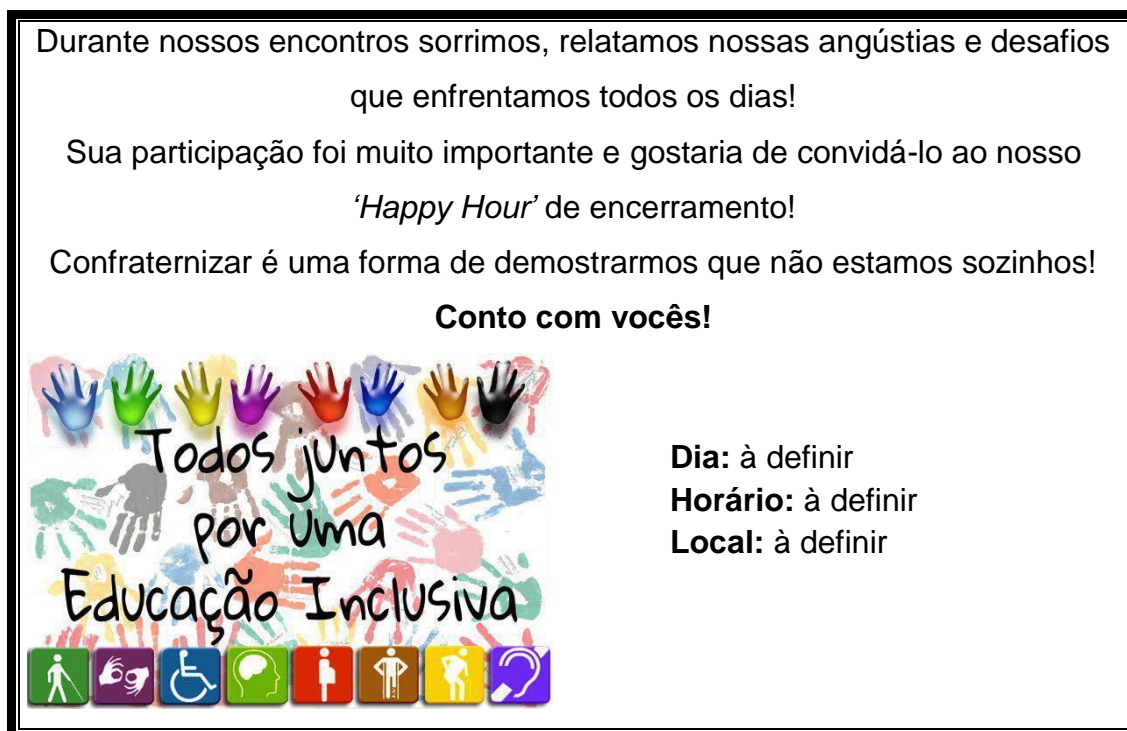 Durante nossos encontros sorrimos, relatamos nossas angústias e desafios
que enfrentamos todos os dias!
Sua participação foi muito importante e gostaria de convidá-lo ao nosso
‘Happy Hour’ de encerramento!
Confraternizar é uma forma de demostrarmos que não estamos sozinhos!
Conto com vocês!
Todos juntos
por uma
Educação Inclusiva
Dia: à definir
Horário: à definir
Local: à definir